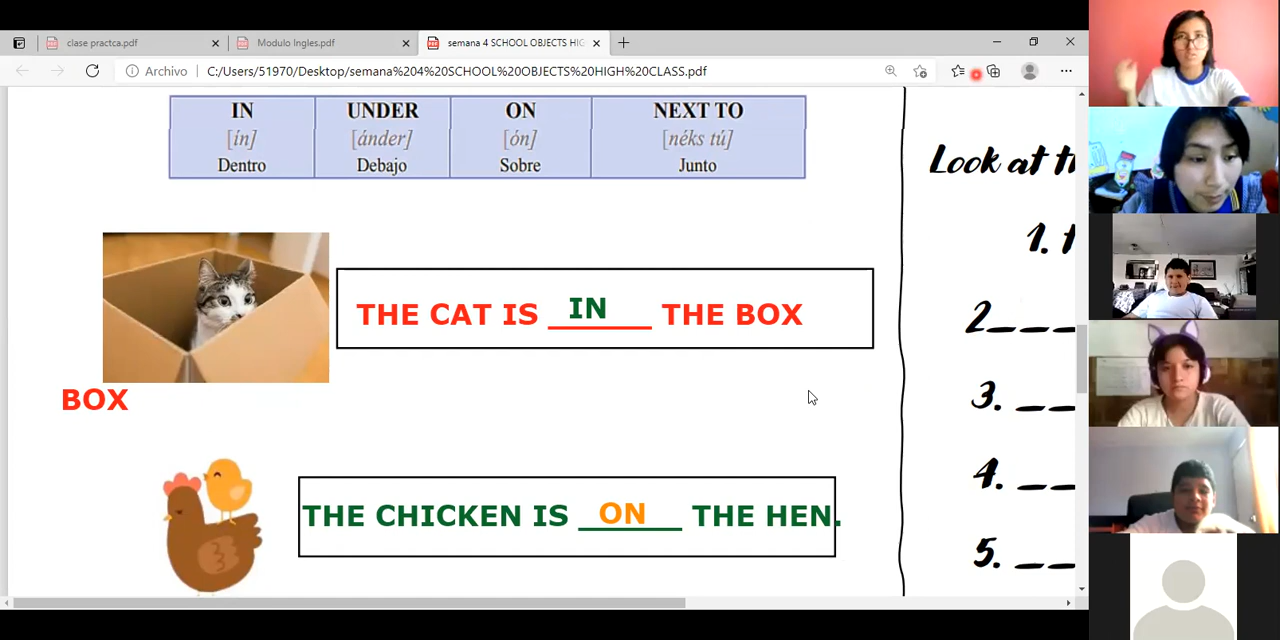 clase practca.pdf
Modulo Ingles.pdf
semana 4 SCHOOL OBJECTS HIG
Archivo
C:/Users/51970/Desktop/semana%204%20SCHOOL%20OBJECTS%20HIGH%20CLASS.pdf
IN UNDER ON NEXT TO
[ín] [ánder] [ón] [néks tú]
Dentro Debajo Sobre Junto
THE CAT IS IN THE BOX
BOX
THE CHICKEN IS ON THE HEN.
Look at
1.
2
3.
4.
5.